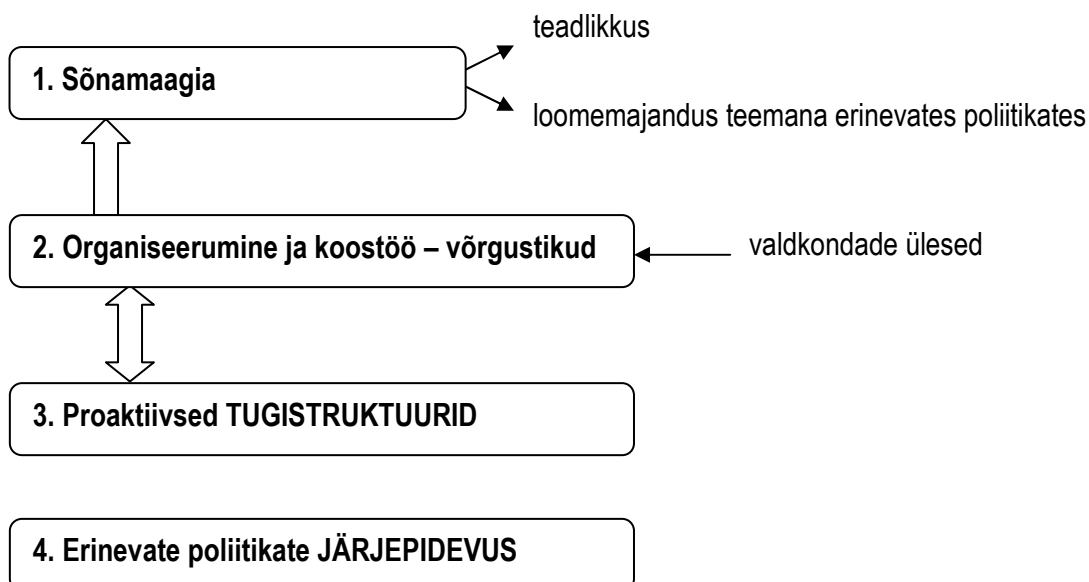 teadlikkus
1. Sõnamaagia
loomemajandus teemana erinevates poliitikates
2. Organiseerumine ja koostöö – võrgustikud
valdkondade ülesed
3. Proaktiivsed TUGISTRUKTUURID
4. Erinevate poliitikate JÄRJEPIDEVUS